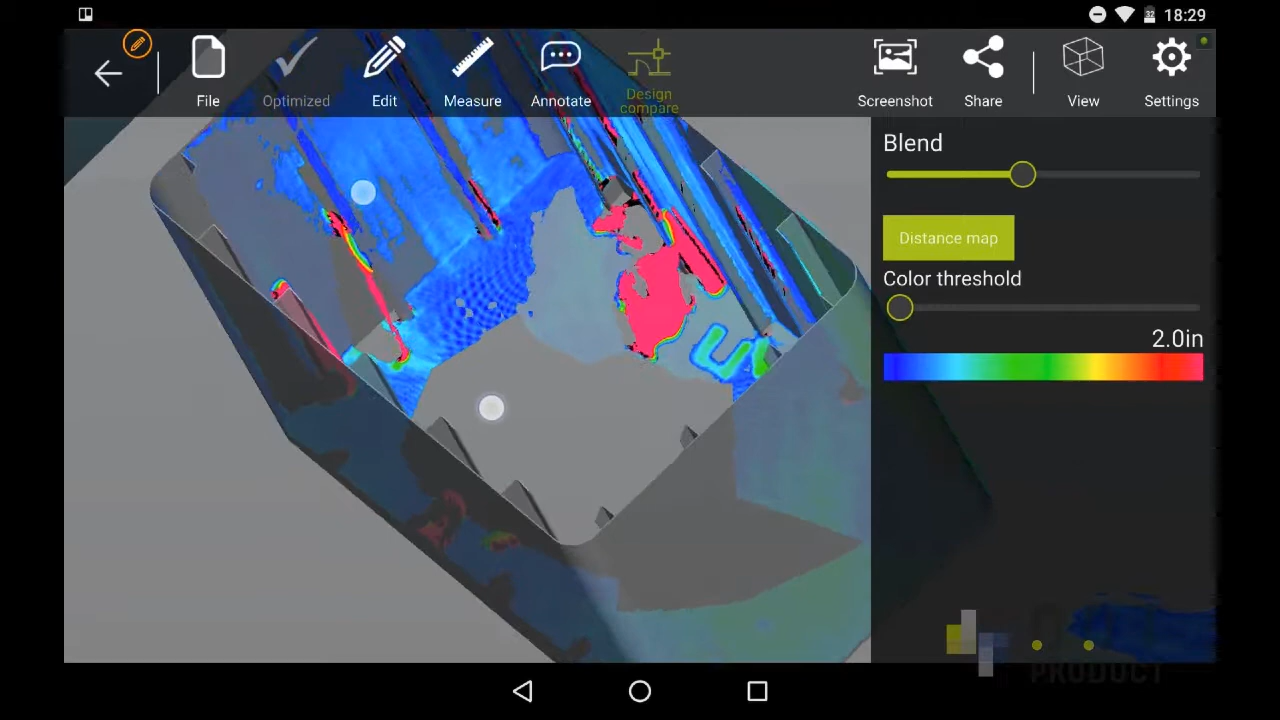 18:29
File
Optimized
Edit
Measure
Annotate
Design
compare
Screenshot
Share
View
Settings
Blend
Distance map
Color threshold
2.0in
PRODUCT